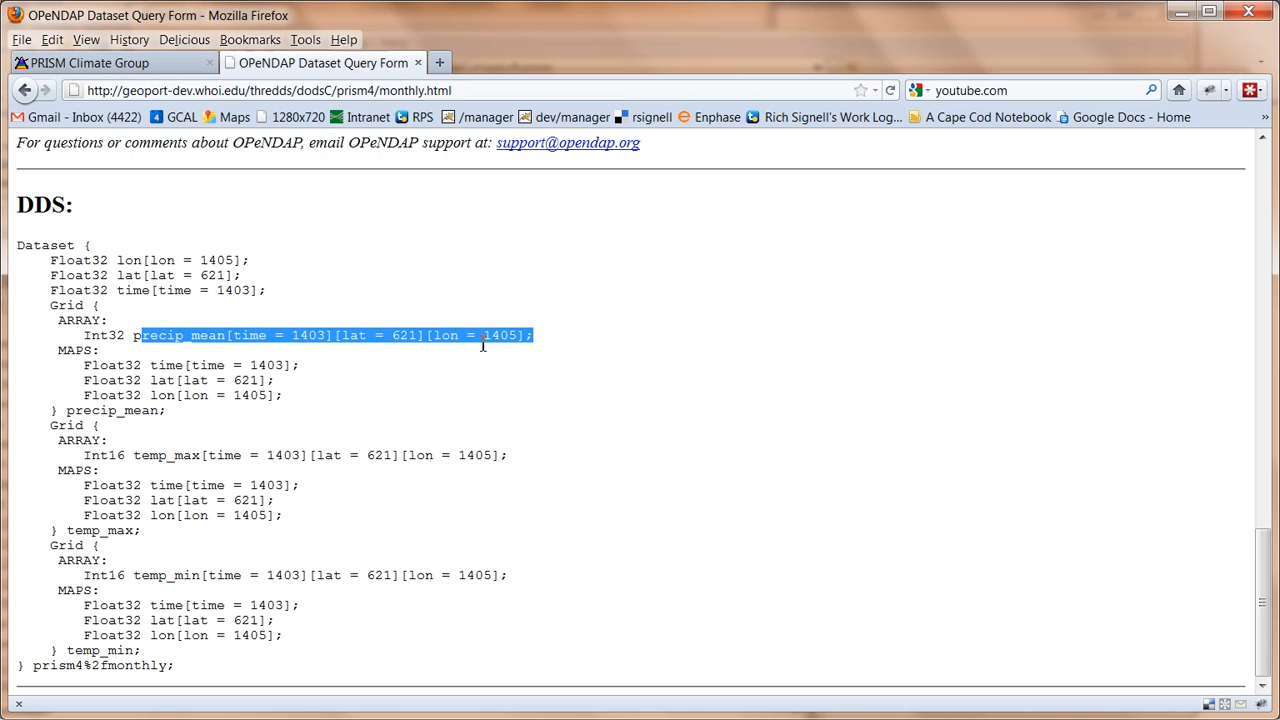 OPeNDAP Dataset Query Form - Mozilla Firefox
File Edit View History Delicious Bookmarks Tools Help
PRISM Climate Group × OPeNDAP Dataset Query Form × +
http://geoport-dev.whoi.edu/thredds/dodsC/prism4/monthly.html youtube.com
Gmail - Inbox (4422) GCAL Maps 1280x720 Intranet RPS /manager dev/manager rsignell Enphase Rich Signell's Work Log... A Cape Cod Notebook Google Docs - Home »
For questions or comments about OPeNDAP, email OPeNDAP support at: support@opendap.org
DDS:
Dataset {
Float32 lon[lon = 1405];
Float32 lat[lat = 621];
Float32 time[time = 1403];
Grid {
ARRAY:
Int32 precip_mean[time = 1403][lat = 621][lon = 1405];
MAPS:
Float32 time[time = 1403];
Float32 lat[lat = 621];
Float32 lon[lon = 1405];
} precip_mean;
Grid {
ARRAY:
Int16 temp_max[time = 1403][lat = 621][lon = 1405];
MAPS:
Float32 time[time = 1403];
Float32 lat[lat = 621];
Float32 lon[lon = 1405];
} temp_max;
Grid {
ARRAY:
Int16 temp_min[time = 1403][lat = 621][lon = 1405];
MAPS:
Float32 time[time = 1403];
Float32 lat[lat = 621];
Float32 lon[lon = 1405];
} temp_min;
} prism4%2fmonthly;